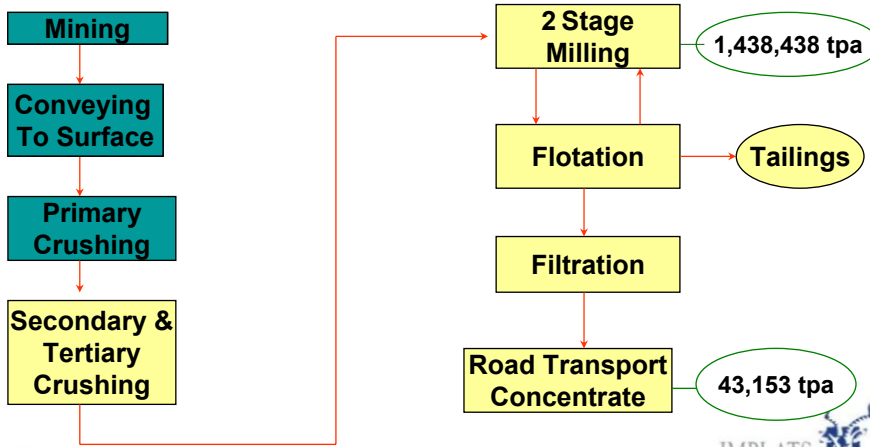 Mining
Conveying
To Surface
Primary
Crushing
Secondary &
Tertiary
Crushing
2 Stage
Milling
1,438,438 tpa
Flotation
Tailings
Filtration
Road Transport
Concentrate
43,153 tpa
IMPLATS